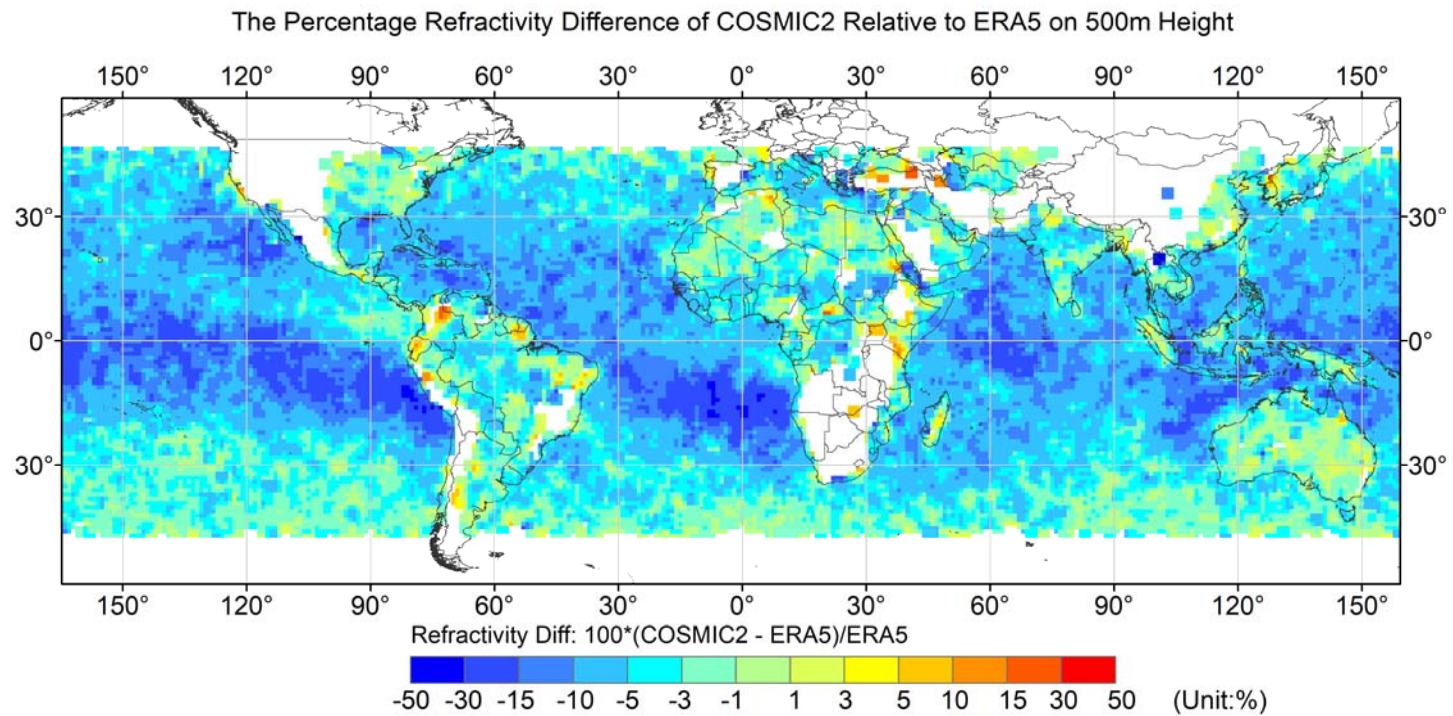 The Percentage Refractivity Difference of COSMIC2 Relative to ERA5 on 500m Height
150° 120° 90° 60° 30° 0° 30° 60° 90° 120° 150°
30° 30°
0° 0°
30° 30°
150° 120° 90° 60° 30° 0° 30° 60° 90° 120° 150°
Refractivity Diff: 100*(COSMIC2 - ERA5)/ERA5
-50 -30 -15 -10 -5 -3 -1 1 3 5 10 15 30 50 (Unit:%)